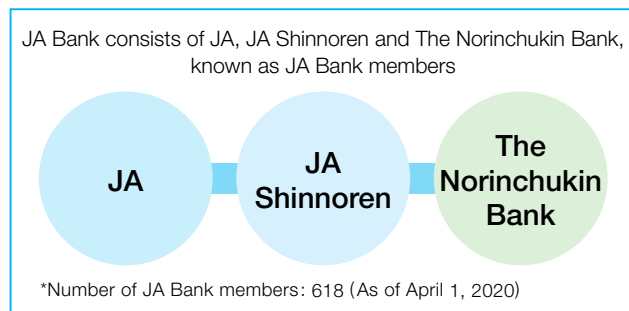 JA Bank consists of JA, JA Shinnoren and The Norinchukin Bank,
known as JA Bank members
JA
JA
Shinnoren
The
Norinchukin
Bank
*Number of JA Bank members: 618 (As of April 1, 2020)